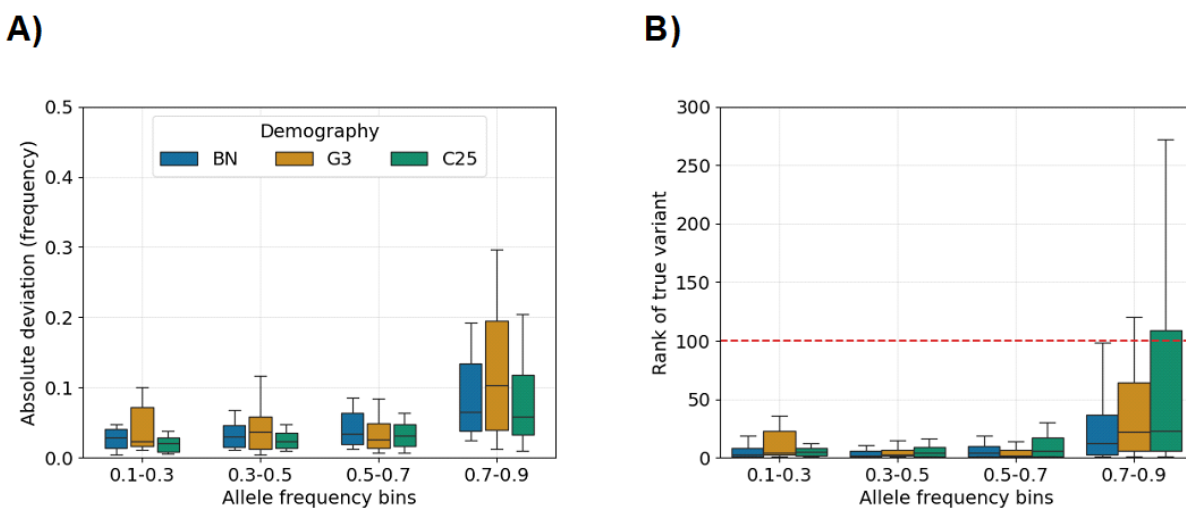 A)
B)
0.5
0.4
0.3
0.2
0.1
0.0
Absolute deviation (frequency)
Demography
BN G3 C25
0.1-0.3 0.3-0.5 0.5-0.7 0.7-0.9
Allele frequency bins
300
250
200
150
100
50
0
Rank of true variant
0.1-0.3 0.3-0.5 0.5-0.7 0.7-0.9
Allele frequency bins